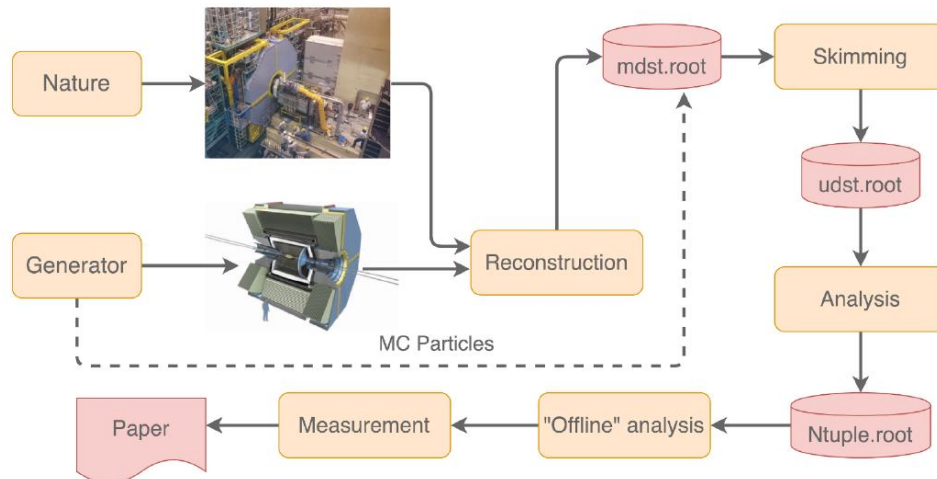 Nature
mdst.root
Skimming
udst.root
Generator
Reconstruction
Analysis
MC Particles
Paper
Measurement
"Offline" analysis
Ntuple.root